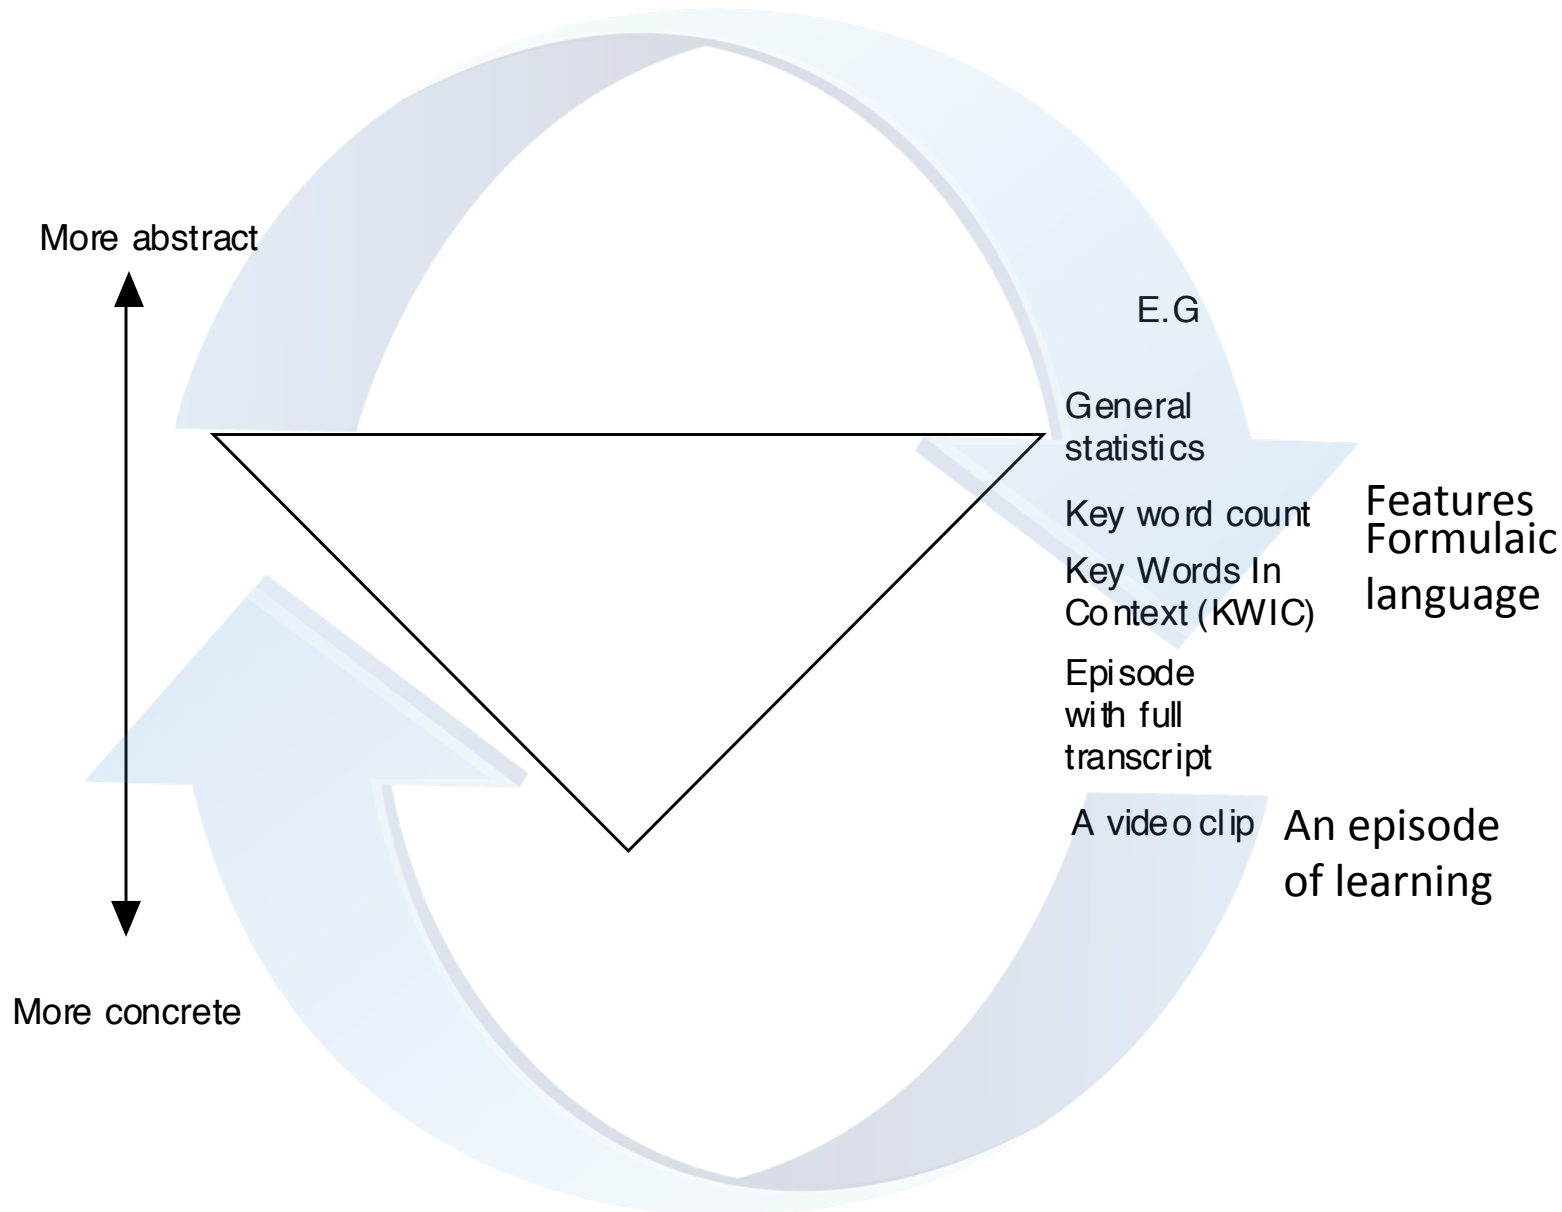 More abstract
E.G
General
statistics
Key word count
Key Words In
Context (KWIC)
Features
Formulaic
language
Episode
with full
transcript
A video clip
An episode
of learning
More concrete